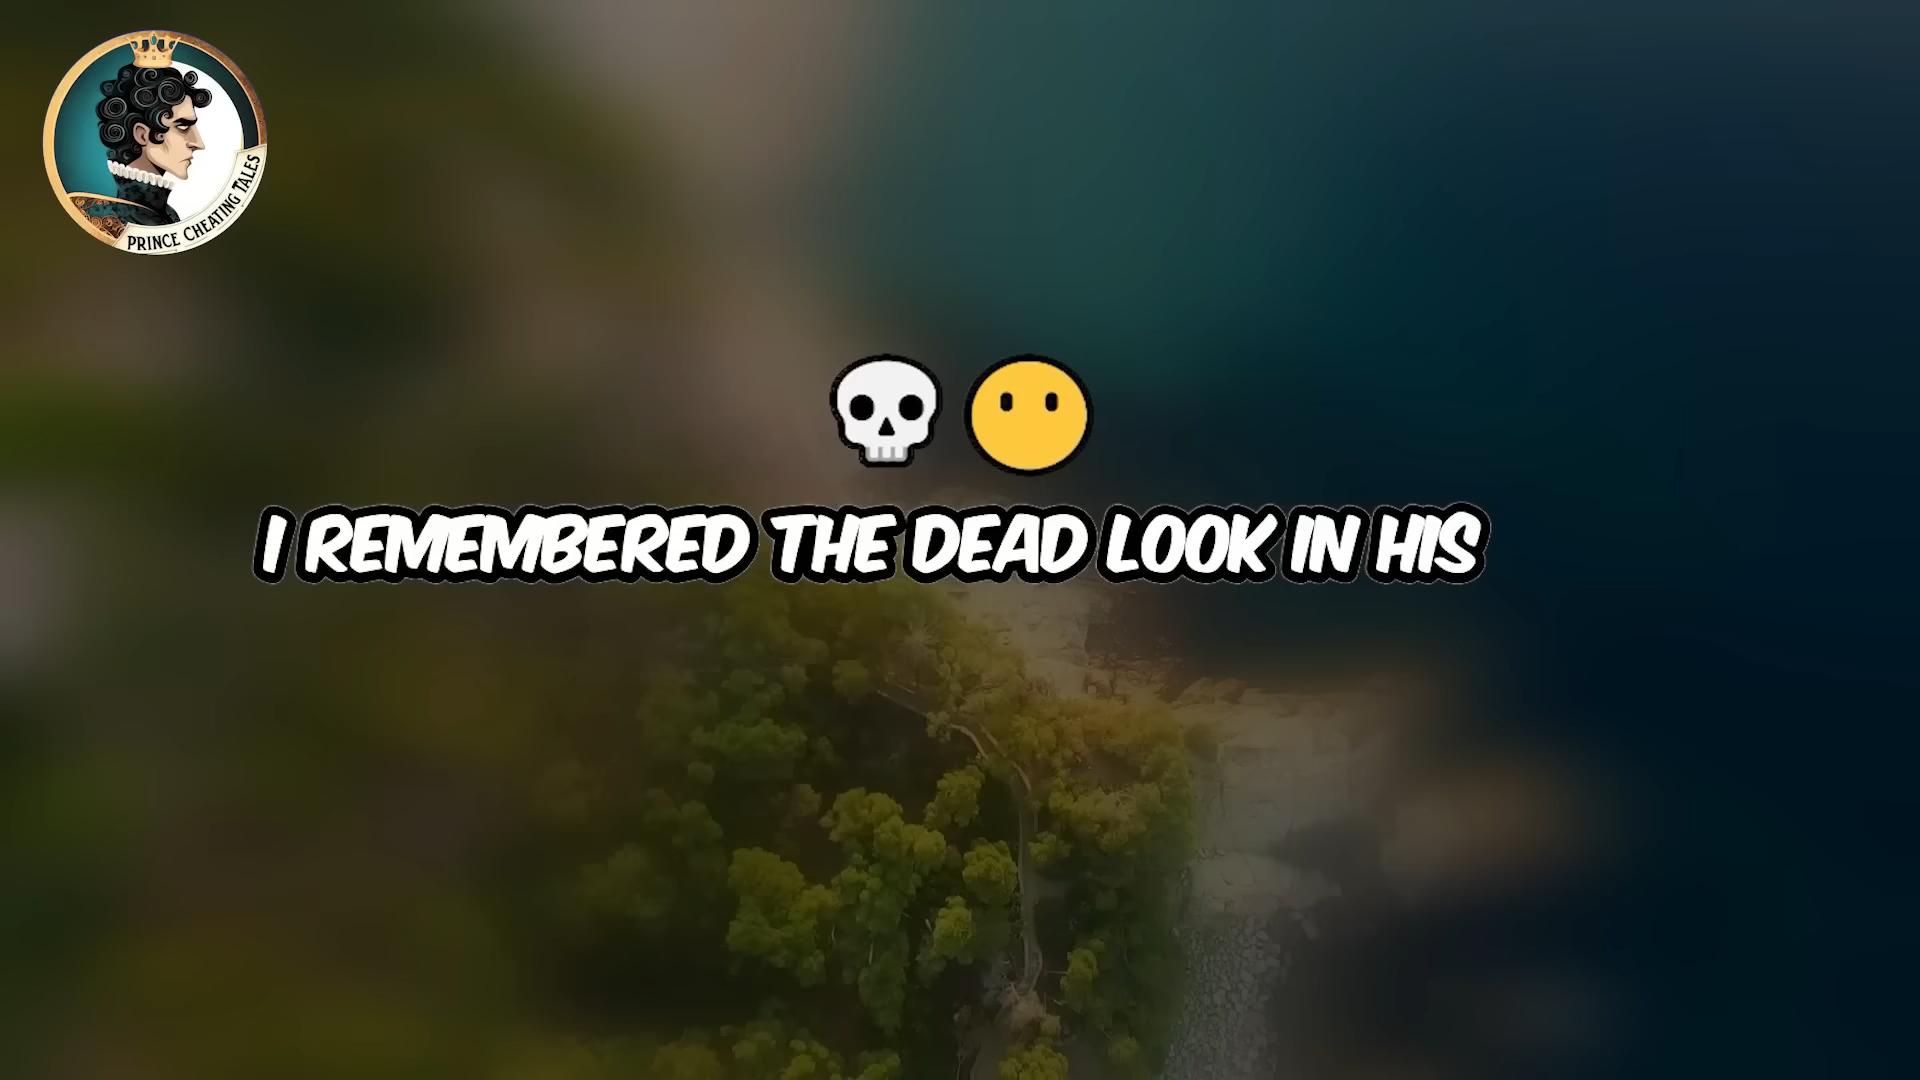 PRINCE CHEATING TALES
💀😶
I REMEMBERED THE DEAD LOOK IN HIS